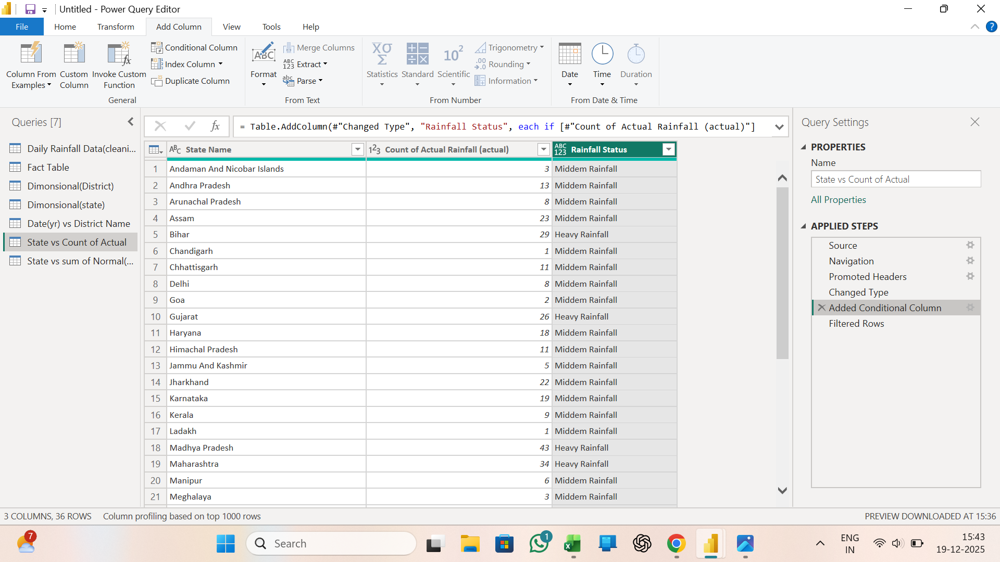 Untitled - Power Query Editor
File
Home
Transform
Add Column
View
Tools
Help
Column From Examples
Custom Column
Invoke Custom Function
Conditional Column
Index Column
Duplicate Column
General
ABC
Format
Merge Columns
ABC 123 Extract
abc Parse
From Text
XO Σ
Statistics
Standard
10²
Scientific
Trigonometry
.00 →.0 Rounding
Information
From Number
Date
Time
Duration
From Date & Time
Queries [7]
Daily Rainfall Data(cleani...
Fact Table
Dimonsional(District)
Dimonsional(state)
Date(yr) vs District Name
State vs Count of Actual
State vs sum of Normal(...
fx
= Table.AddColumn(#"Changed Type", "Rainfall Status", each if [#"Count of Actual Rainfall (actual)"]
ABC State Name
123 Count of Actual Rainfall (actual)
ABC 123 Rainfall Status
1 Andaman And Nicobar Islands 3 Middem Rainfall
2 Andhra Pradesh 13 Middem Rainfall
3 Arunachal Pradesh 8 Middem Rainfall
4 Assam 23 Middem Rainfall
5 Bihar 29 Heavy Rainfall
6 Chandigarh 1 Middem Rainfall
7 Chhattisgarh 11 Middem Rainfall
8 Delhi 8 Middem Rainfall
9 Goa 2 Middem Rainfall
10 Gujarat 26 Heavy Rainfall
11 Haryana 18 Middem Rainfall
12 Himachal Pradesh 11 Middem Rainfall
13 Jammu And Kashmir 5 Middem Rainfall
14 Jharkhand 22 Middem Rainfall
15 Karnataka 19 Middem Rainfall
16 Kerala 9 Middem Rainfall
17 Ladakh 1 Middem Rainfall
18 Madhya Pradesh 43 Heavy Rainfall
19 Maharashtra 34 Heavy Rainfall
20 Manipur 6 Middem Rainfall
21 Meghalaya 3 Middem Rainfall
Query Settings
PROPERTIES
Name
State vs Count of Actual
All Properties
APPLIED STEPS
Source
Navigation
Promoted Headers
Changed Type
Added Conditional Column
Filtered Rows
3 COLUMNS, 36 ROWS
Column profiling based on top 1000 rows
PREVIEW DOWNLOADED AT 15:36
7
Search
1
ENG
IN
15:43
19-12-2025